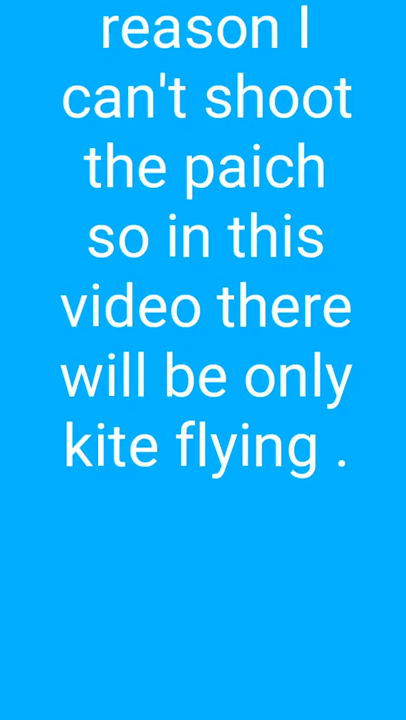 reason I
can't shoot
the paich
so in this
video there
will be only
kite flying .